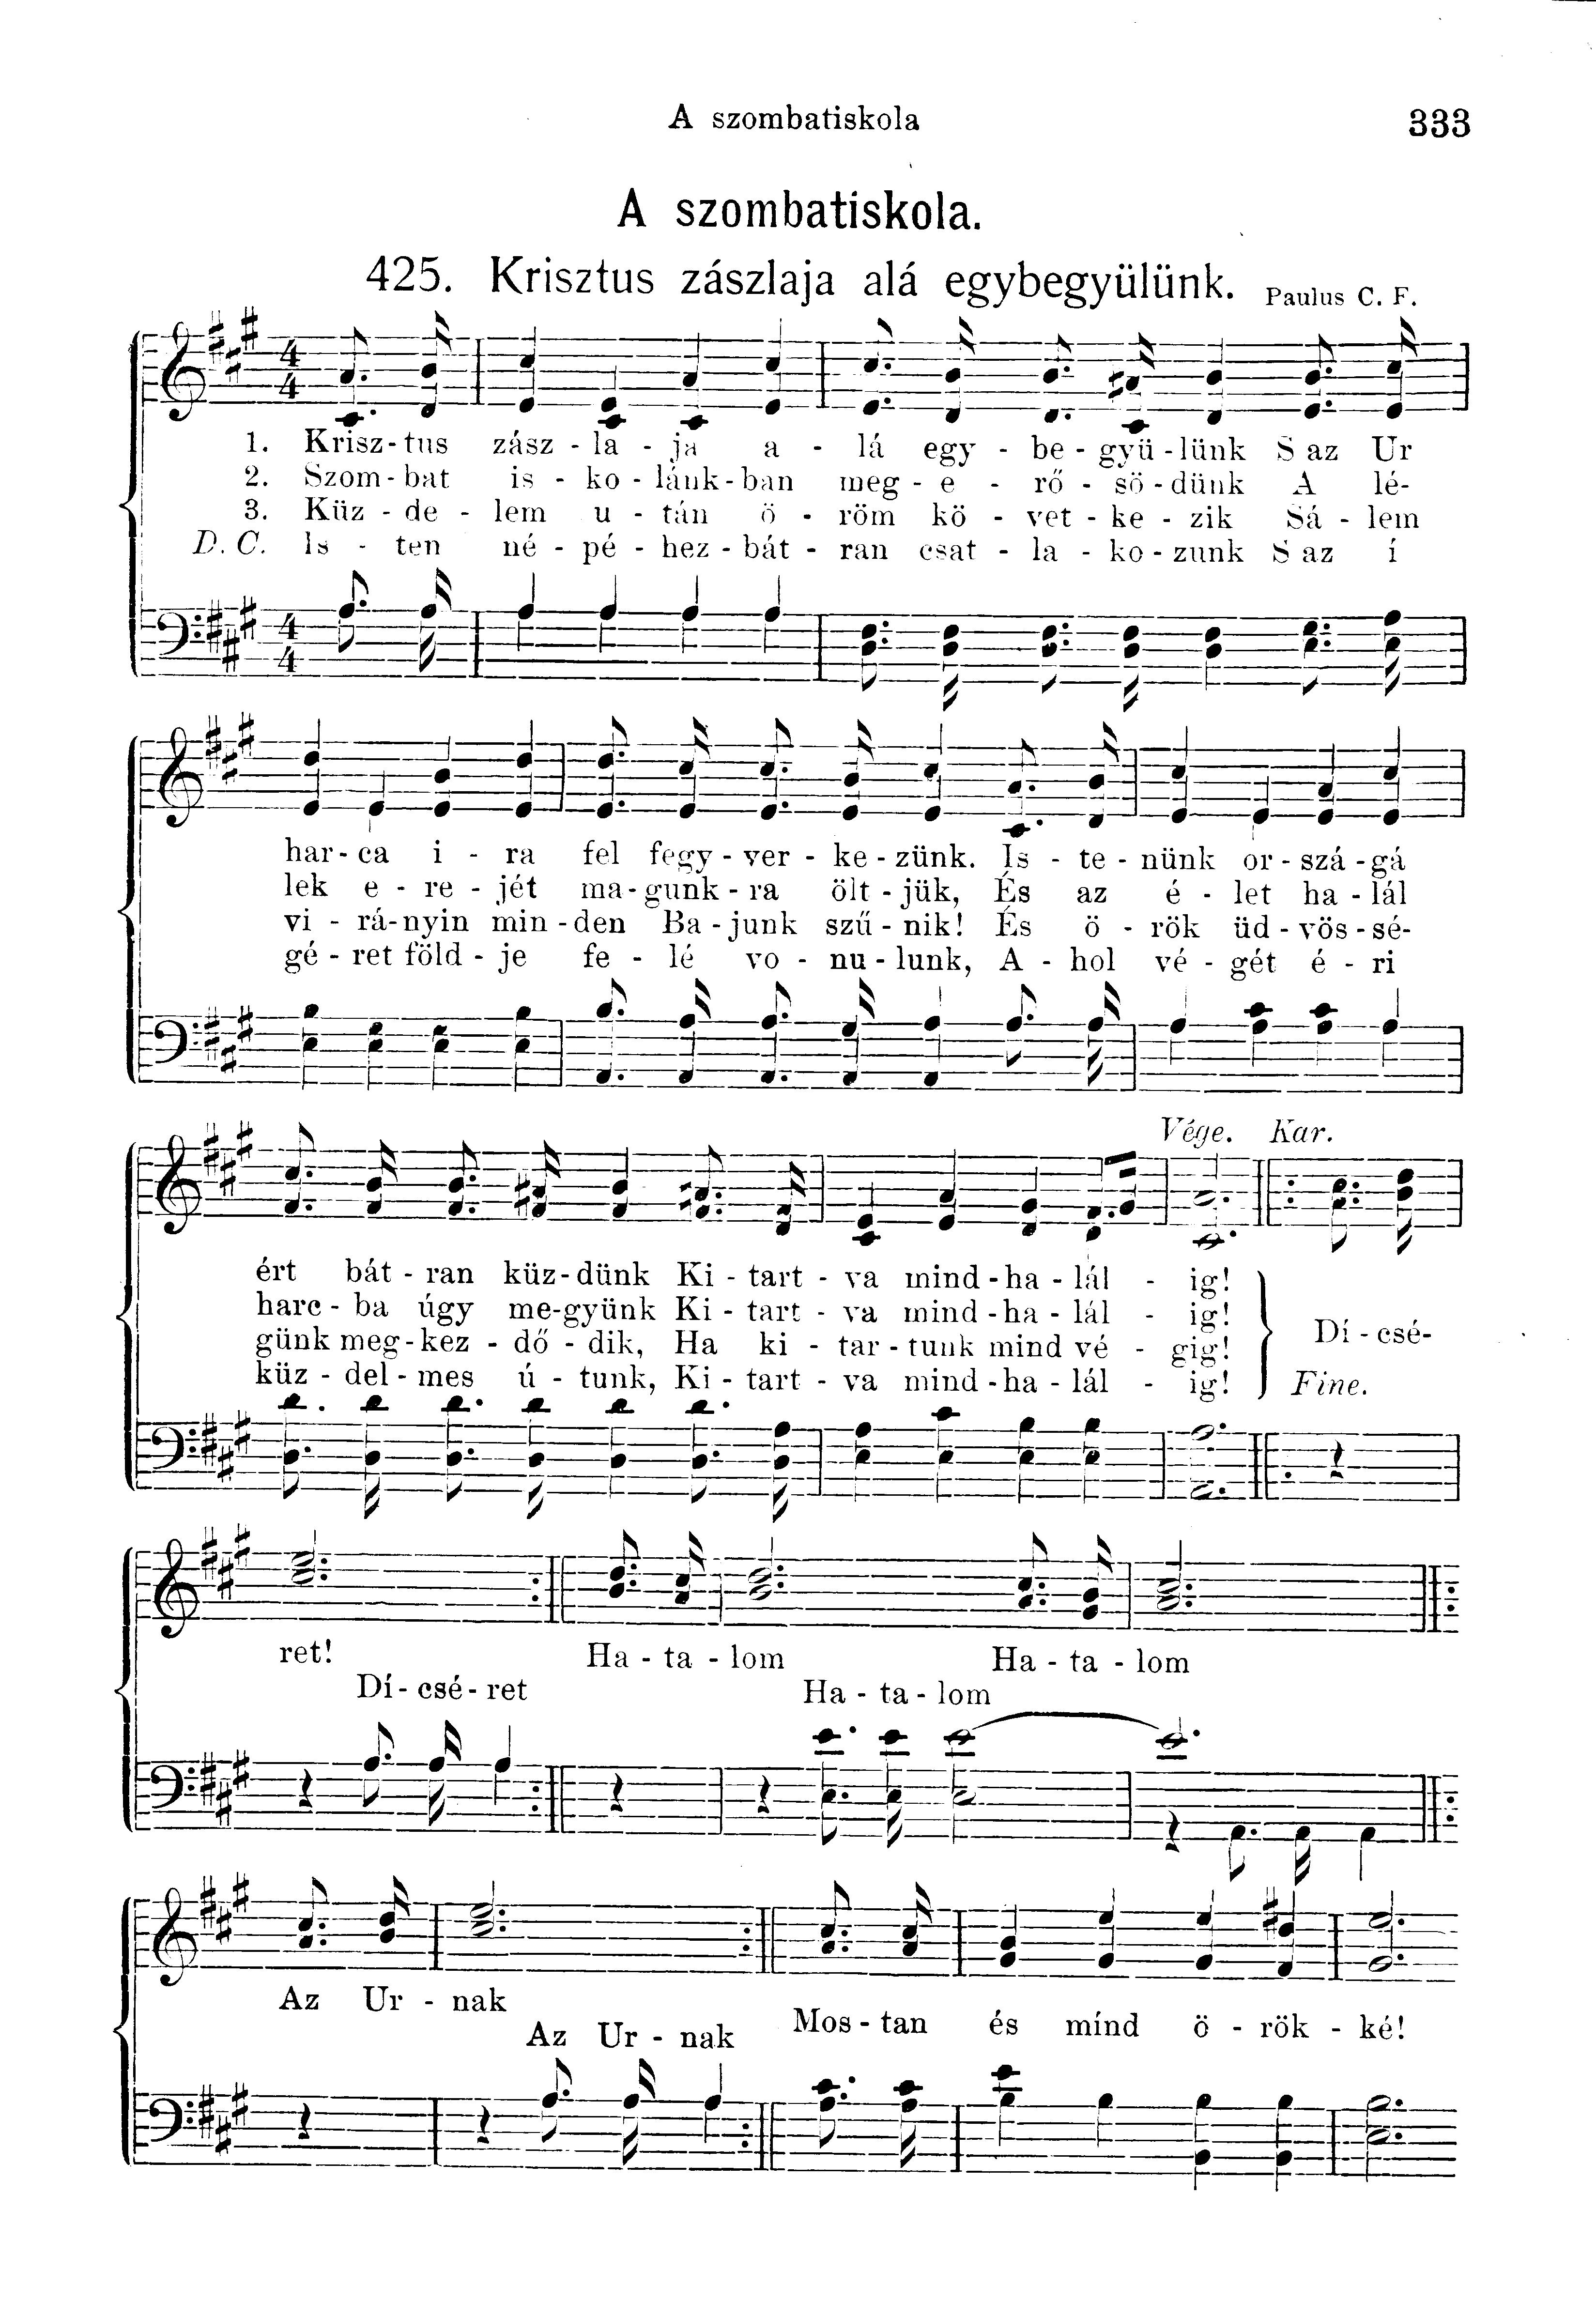 A szombatiskola 333
A szombatiskola.
425. Krisztus zászlaja alá egybegyülünk. Paulus C. F.
4 4
1. Krisz-tus zász-la-ja a-lá egy-be-gyü-lünk S az Ur
2. Szom-bat is-ko-lánk-ban meg-e-rő-sö-dünk A lé-
3. Küz-de-lem u-tán ö-röm kö-vet-ke-zik Sá-lem
D. C. Is-ten né-pé-hez-bát-ran csat-la-ko-zunk S az í
4 4
har-ca i-ra fel fegy-ver-ke-zünk. Is-te-nünk or-szá-gá
lek e-re-jét ma-gunk-ra ölt-jük, És az é-let ha-lál
vi-rá-nyin min-den Ba-junk szű-nik! És ö-rök üd-vös-sé-
gé-ret föld-je fe-lé vo-nu-lunk, A-hol vé-gét é-ri
Vége. Kar.
ért bát-ran küz-dünk Ki-tart-va mind-ha-lál-ig!
harc-ba úgy me-gyünk Ki-tart-va mind-ha-lál-ig!
günk meg-kez-dő-dik, Ha ki-tar-tunk mind vé-gig! Dí-csé-
küz-del-mes ú-tunk, Ki-tart-va mind-ha-lál-ig! Fine.
ret! Ha-ta-lom Ha-ta-lom
Dí-csé-ret Ha-ta-lom
Az Ur-nak
Az Ur-nak Mos-tan és mínd ö-rök-ké!